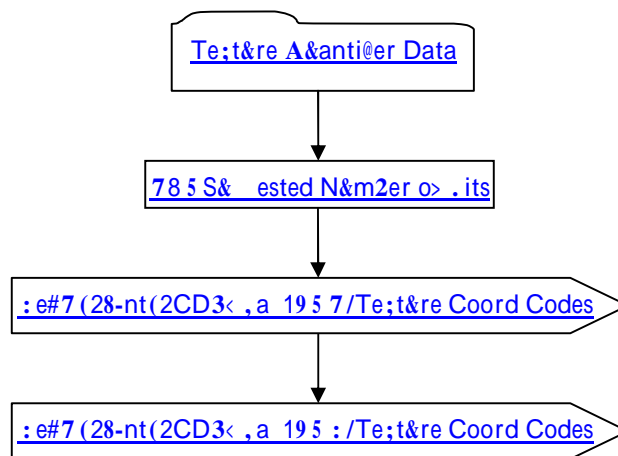 Te;t&re A&anti@er Data
785 S& ested N&m2er o> .its
:e#7(28-nt(2CD3< ,a 195 7/Te;t&re Coord Codes
:e#7(28-nt(2CD3< ,a 195 :/Te;t&re Coord Codes